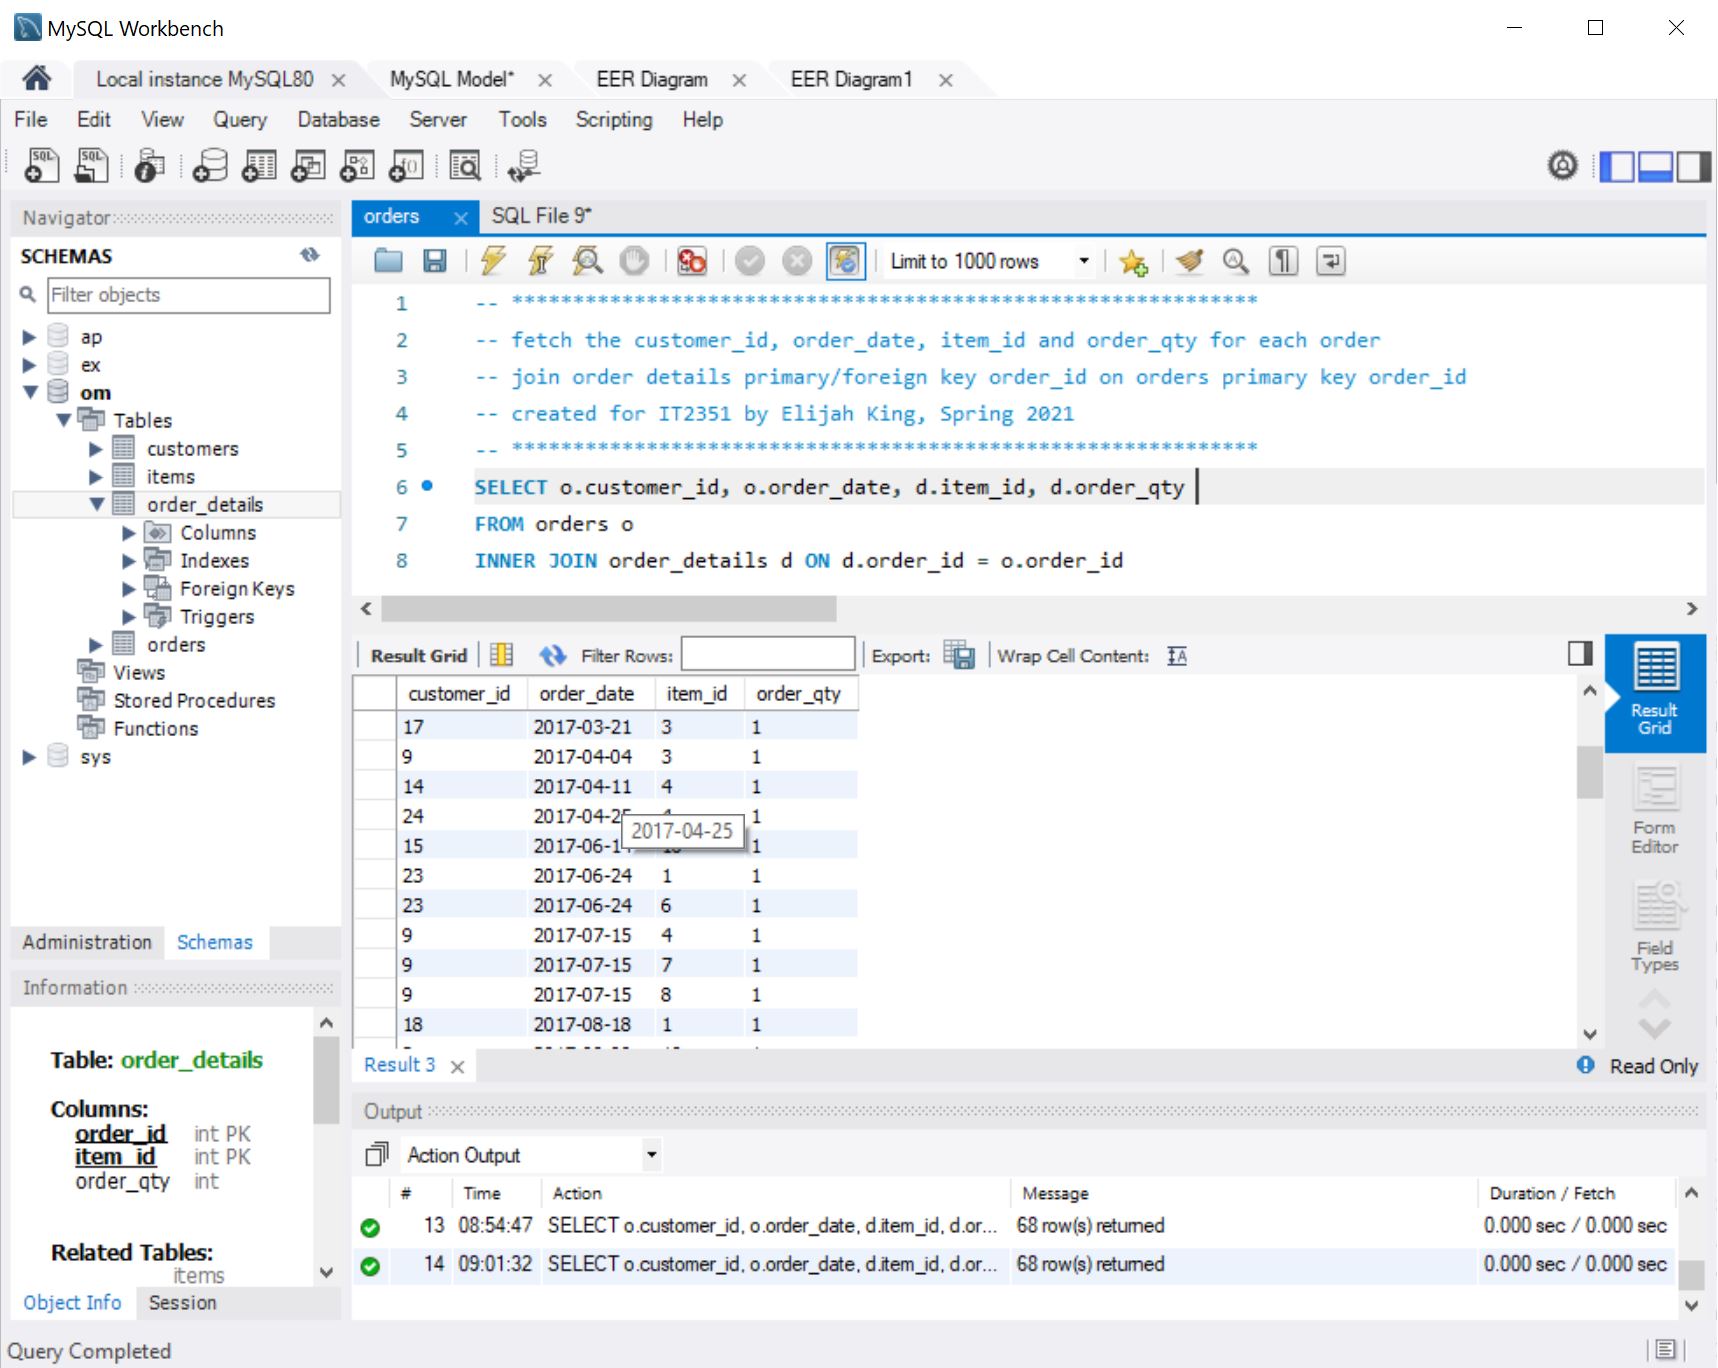 MySQL Workbench
Local instance MySQL80
MySQL Model*
EER Diagram
EER Diagram1
File Edit View Query Database Server Tools Scripting Help
Navigator
SCHEMAS
Filter objects
ap
ex
om
Tables
customers
items
order_details
Columns
Indexes
Foreign Keys
Triggers
orders
Views
Stored Procedures
Functions
sys
Administration Schemas
Information
Table: order_details
Columns:
order_id int PK
item_id int PK
order_qty int
Related Tables:
items
Object Info Session
orders SQL File 9*
Limit to 1000 rows
1 -- *************************************************************
2 -- fetch the customer_id, order_date, item_id and order_qty for each order
3 -- join order details primary/foreign key order_id on orders primary key order_id
4 -- created for IT2351 by Elijah King, Spring 2021
5 -- *************************************************************
6 SELECT o.customer_id, o.order_date, d.item_id, d.order_qty
7 FROM orders o
8 INNER JOIN order_details d ON d.order_id = o.order_id
Result Grid Filter Rows: Export: Wrap Cell Content:
customer_id order_date item_id order_qty
17 2017-03-21 3 1
9 2017-04-04 3 1
14 2017-04-11 4 1
24 2017-04-25 1
2017-04-25
15 1
23 2017-06-24 1 1
23 2017-06-24 6 1
9 2017-07-15 4 1
9 2017-07-15 7 1
9 2017-07-15 8 1
18 2017-08-18 1 1
Result Grid
Form Editor
Field Types
Result 3
Read Only
Output
Action Output
# Time Action Message Duration / Fetch
13 08:54:47 SELECT o.customer_id, o.order_date, d.item_id, d.or... 68 row(s) returned 0.000 sec / 0.000 sec
14 09:01:32 SELECT o.customer_id, o.order_date, d.item_id, d.or... 68 row(s) returned 0.000 sec / 0.000 sec
Query Completed